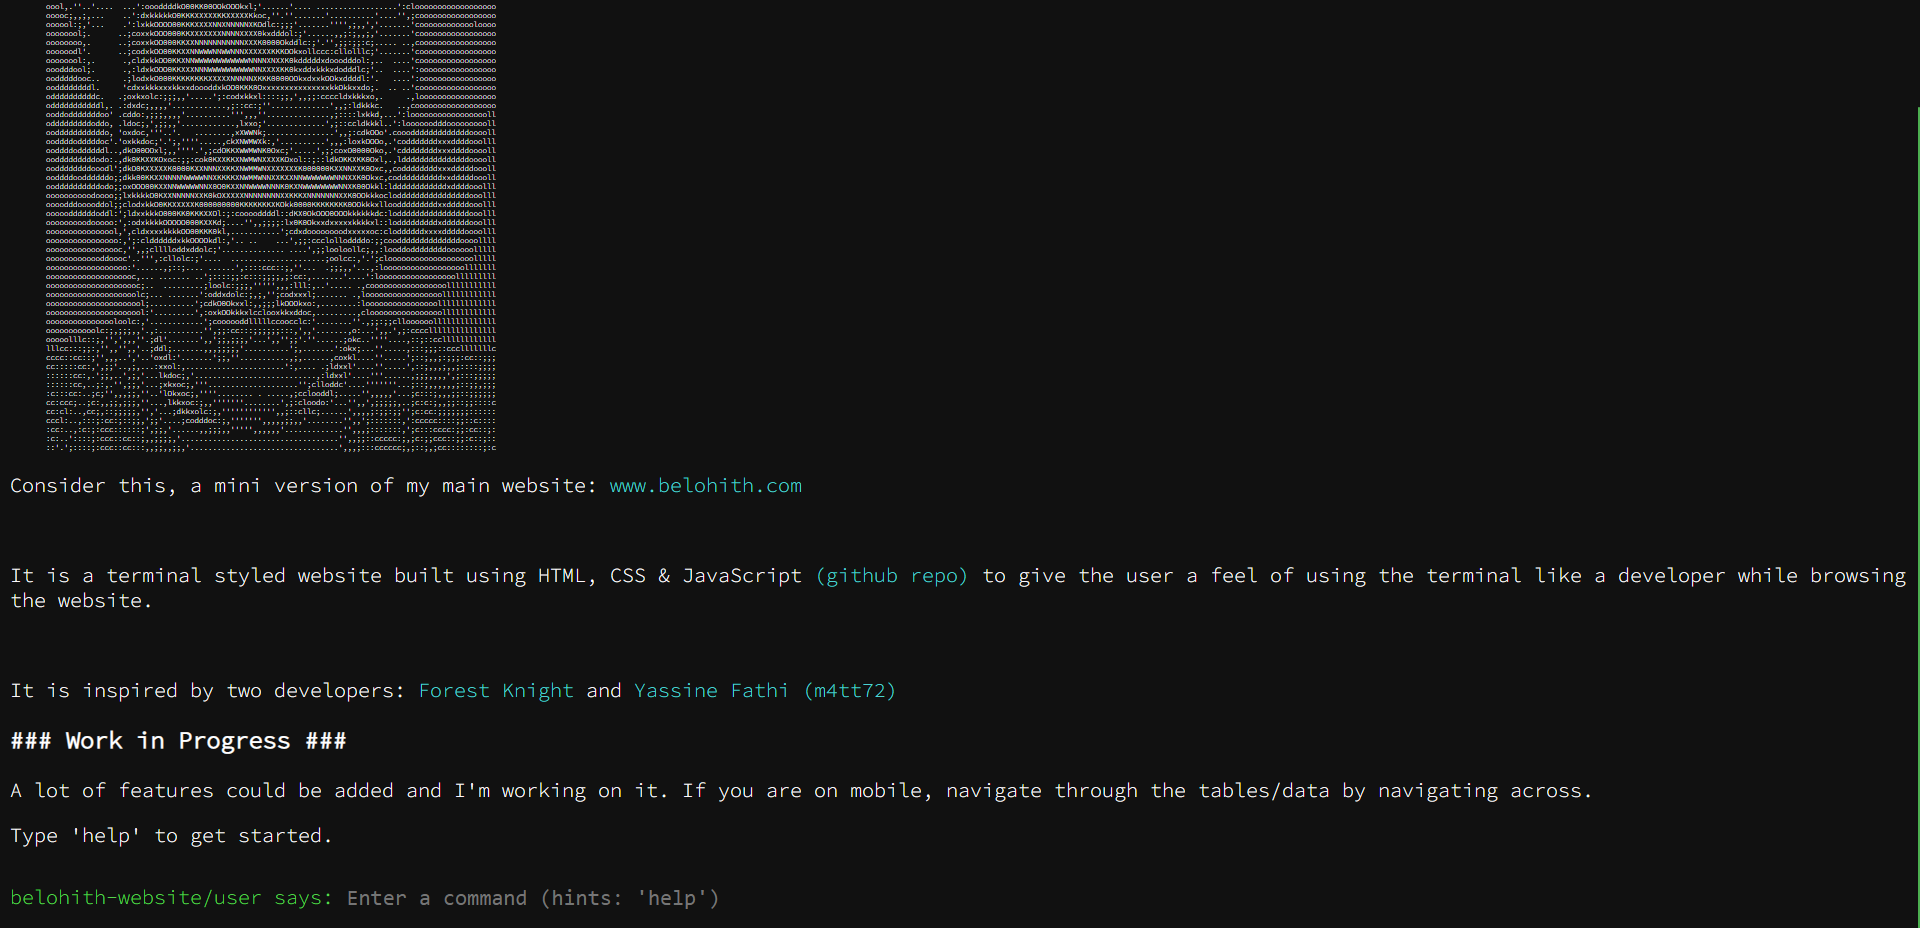 Consider this, a mini version of my main website: www.belohith.com
It is a terminal styled website built using HTML, CSS & JavaScript (github repo) to give the user a feel of using the terminal like a developer while browsing
the website.
It is inspired by two developers: Forest Knight and Yassine Fathi (m4tt72)
### Work in Progress ###
A lot of features could be added and I'm working on it. If you are on mobile, navigate through the tables/data by navigating across.
Type 'help' to get started.
belohith-website/user says: Enter a command (hints: 'help')